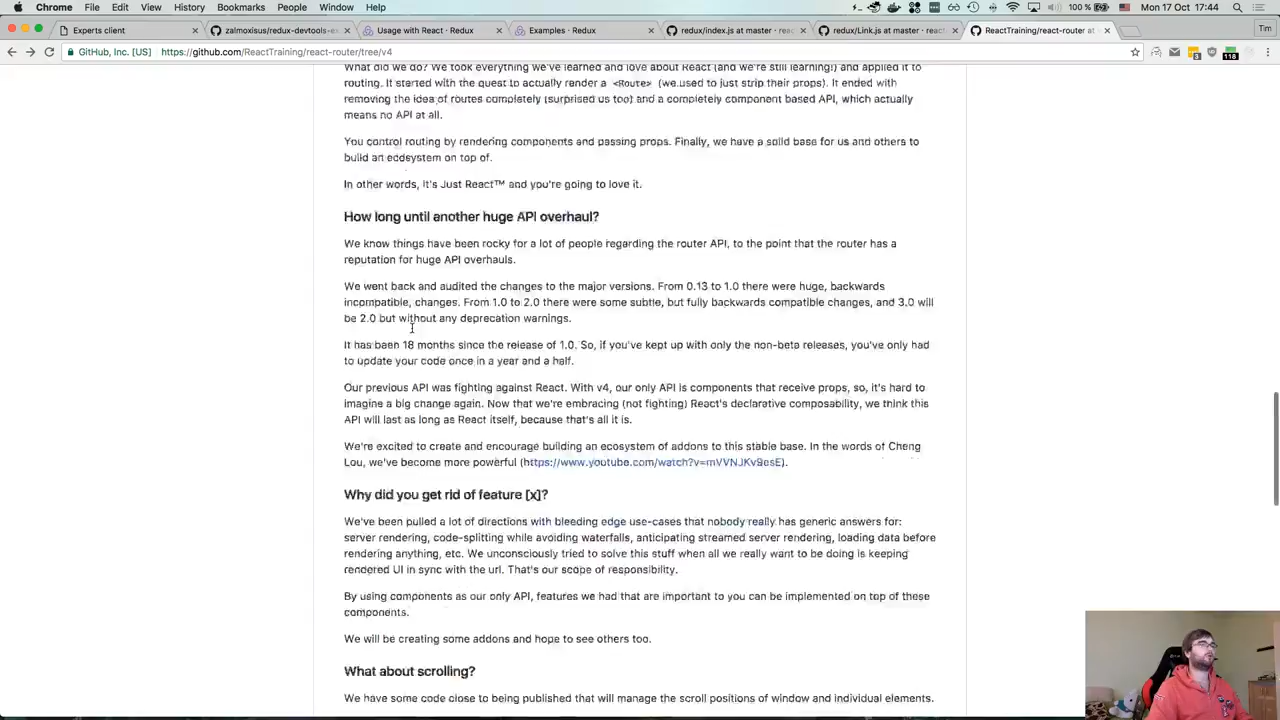 Chrome File Edit View History Bookmarks People Window Help 100 % Mon 17 Oct 17:44
Experts client zalmoxisus/redux-devtools-ex Usage with React · Redux Examples · Redux redux/index.js at master · reac redux/Link.js at master · react ReactTraining/react-router at Tim
GitHub, Inc. [US] https://github.com/ReactTraining/react-router/tree/v4
What did we do? We took everything we've learned and love about React (and we're still learning!) and applied it to
routing. It started with the quest to actually render a <Route> (we used to just strip their props). It ended with
removing the idea of routes completely (surprised us too) and a completely component based API, which actually
means no API at all.
You control routing by rendering components and passing props. Finally, we have a solid base for us and others to
build an ecosystem on top of.
In other words, It's Just React™ and you're going to love it.
How long until another huge API overhaul?
We know things have been rocky for a lot of people regarding the router API, to the point that the router has a
reputation for huge API overhauls.
We went back and audited the changes to the major versions. From 0.13 to 1.0 there were huge, backwards
incompatible, changes. From 1.0 to 2.0 there were some subtle, but fully backwards compatible changes, and 3.0 will
be 2.0 but without any deprecation warnings.
It has been 18 months since the release of 1.0. So, if you've kept up with only the non-beta releases, you've only had
to update your code once in a year and a half.
Our previous API was fighting against React. With v4, our only API is components that receive props, so, it's hard to
imagine a big change again. Now that we're embracing (not fighting) React's declarative composability, we think this
API will last as long as React itself, because that's all it is.
We're excited to create and encourage building an ecosystem of addons to this stable base. In the words of Cheng
Lou, we've become more powerful
Why did you get rid of feature [x]?
We've been pulled a lot of directions with bleeding edge use-cases that nobody really has generic answers for:
server rendering, code-splitting while avoiding waterfalls, anticipating streamed server rendering, loading data before
rendering anything, etc. We unconsciously tried to solve this stuff when all we really want to be doing is keeping
rendered UI in sync with the url. That's our scope of responsibility.
By using components as our only API, features we had that are important to you can be implemented on top of these
components.
We will be creating some addons and hope to see others too.
What about scrolling?
We have some code close to being published that will manage the scroll positions of window and individual elements.